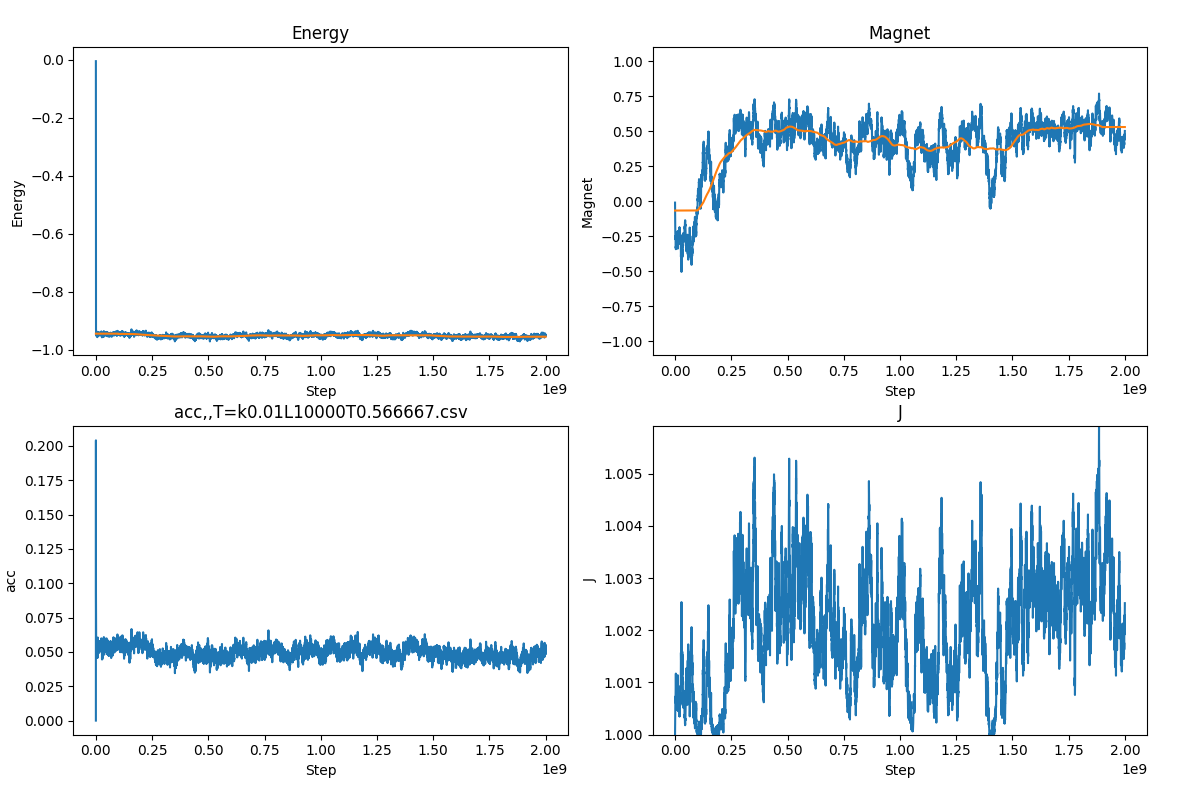 Energy
0.0
−0.2
−0.4
−0.6
−0.8
−1.0
Energy
0.00 0.25 0.50 0.75 1.00 1.25 1.50 1.75 2.00
Step
1e9
Magnet
1.00
0.75
0.50
0.25
0.00
−0.25
−0.50
−0.75
−1.00
Magnet
0.00 0.25 0.50 0.75 1.00 1.25 1.50 1.75 2.00
Step
1e9
acc,,T=k0.01L10000T0.566667.csv
0.200
0.175
0.150
0.125
0.100
0.075
0.050
0.025
0.000
acc
0.00 0.25 0.50 0.75 1.00 1.25 1.50 1.75 2.00
Step
1e9
J
1.005
1.004
1.003
1.002
1.001
1.000
J
0.00 0.25 0.50 0.75 1.00 1.25 1.50 1.75 2.00
Step
1e9